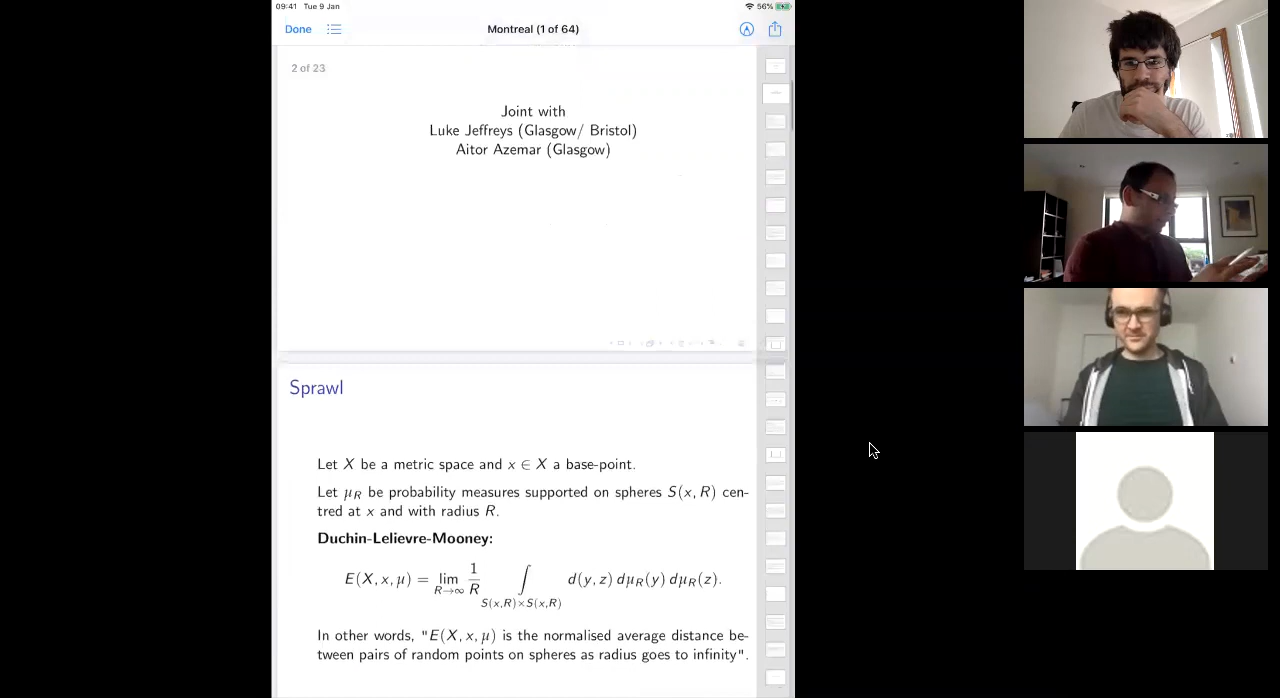 09:41 Tue 9 Jan
56%
Done
Montreal (1 of 64)
2 of 23
Joint with
Luke Jeffreys (Glasgow/ Bristol)
Aitor Azemar (Glasgow)
Sprawl
Let X be a metric space and x ∈ X a base-point.
Let μ_R be probability measures supported on spheres S(x, R) cen-
tred at x and with radius R.
Duchin-Lelievre-Mooney:
E(X, x, μ) = lim_{R→∞} 1/R ∫_{S(x,R)×S(x,R)} d(y, z) dμ_R(y) dμ_R(z).
In other words, "E(X, x, μ) is the normalised average distance be-
tween pairs of random points on spheres as radius goes to infinity".